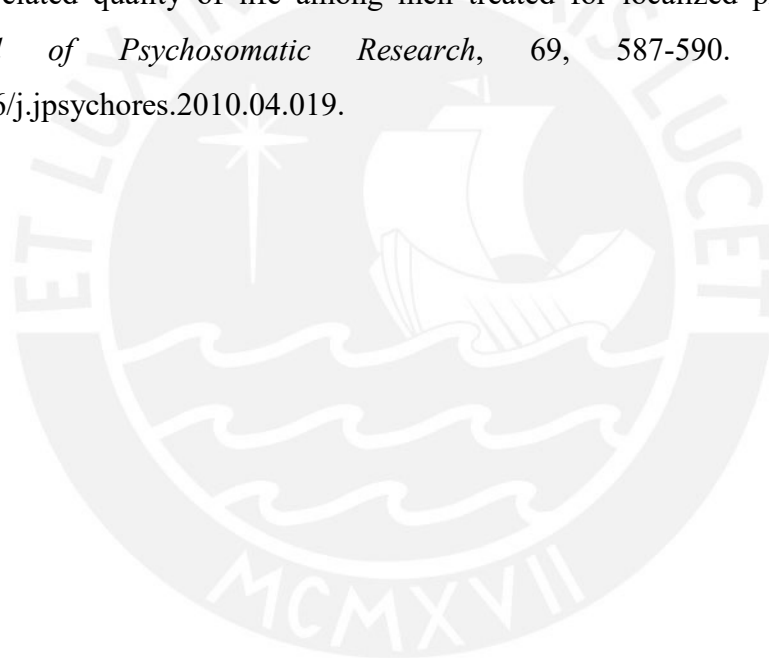 elated quality of life among men treated for localized p
of Psychosomatic Research, 69, 587-590.
6/j.jpsychores.2010.04.019.
ET LUX IN LUCET
MCMXVII